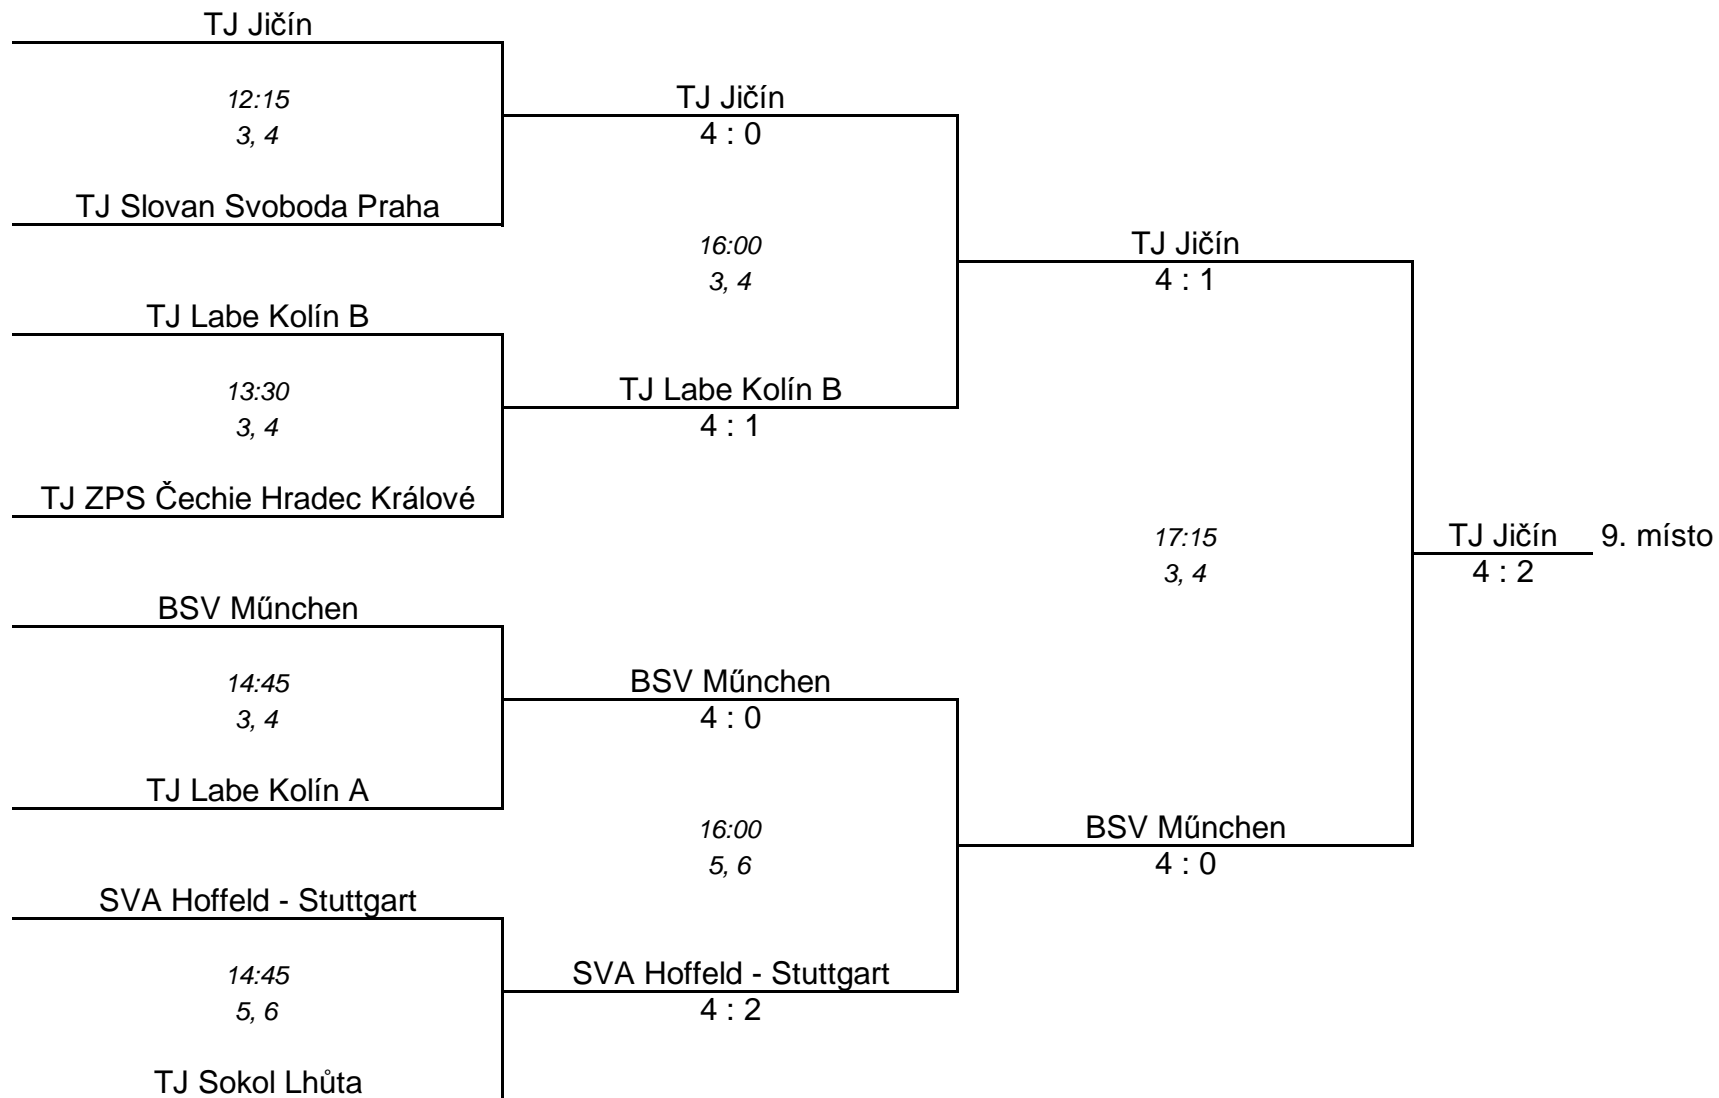 TJ Jičín
12:15
3, 4
TJ Slovan Svoboda Praha
TJ Jičín
4 : 0
16:00
3, 4
TJ Labe Kolín B
13:30
3, 4
TJ ZPS Čechie Hradec Králové
TJ Labe Kolín B
4 : 1
TJ Jičín
4 : 1
17:15
3, 4
TJ Jičín 9. místo
4 : 2
BSV Műnchen
14:45
3, 4
TJ Labe Kolín A
BSV Műnchen
4 : 0
16:00
5, 6
BSV Műnchen
4 : 0
SVA Hoffeld - Stuttgart
14:45
5, 6
TJ Sokol Lhůta
SVA Hoffeld - Stuttgart
4 : 2